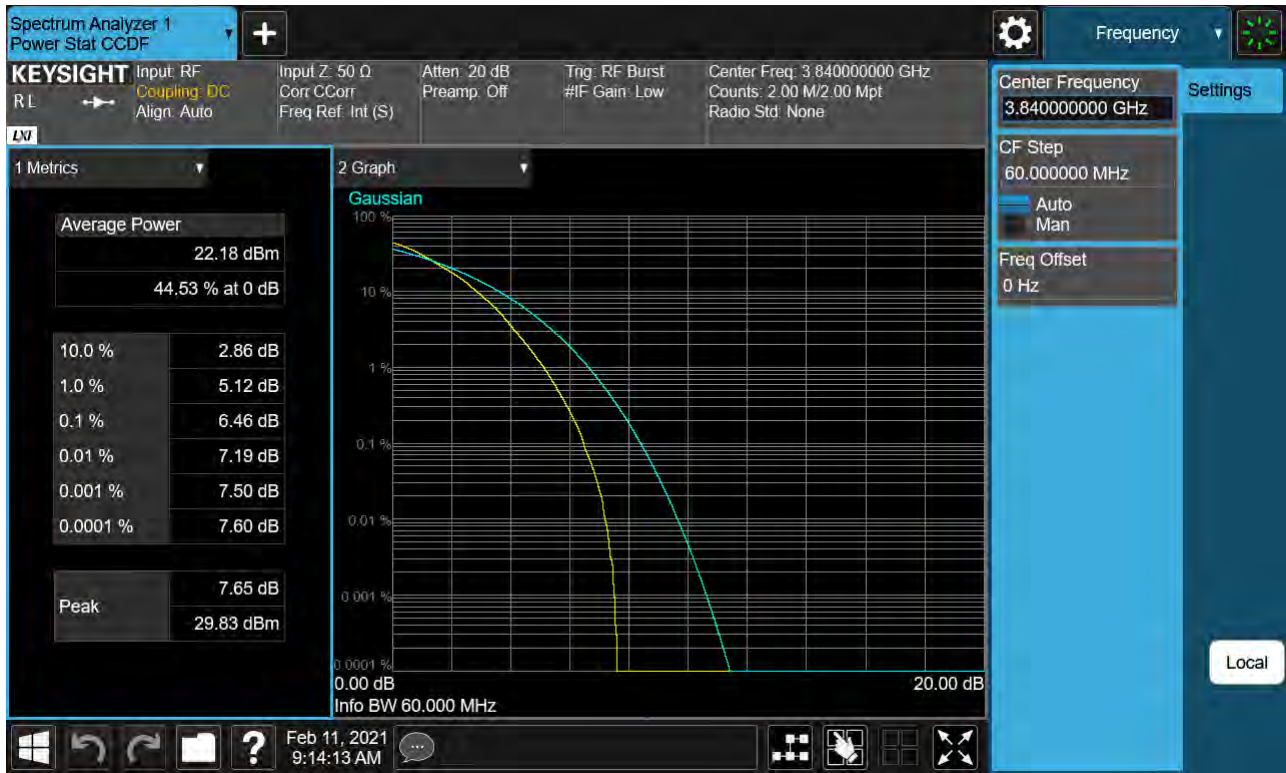 Spectrum Analyzer 1
Power Stat CCDF
+
Frequency
KEYSIGHT
RL
LXI
Input: RF
Coupling: DC
Align: Auto
Input Z: 50 Ω
Corr CCorr
Freq Ref: Int (S)
Atten: 20 dB
Preamp: Off
Trig: RF Burst
#IF Gain: Low
Center Freq: 3.840000000 GHz
Counts: 2.00 M/2.00 Mpt
Radio Std: None
Center Frequency
3.840000000 GHz
Settings
CF Step
60.000000 MHz
Auto
Man
Freq Offset
0 Hz
Local
1 Metrics
Average Power
22.18 dBm
44.53 % at 0 dB
10.0 % 2.86 dB
1.0 % 5.12 dB
0.1 % 6.46 dB
0.01 % 7.19 dB
0.001 % 7.50 dB
0.0001 % 7.60 dB
Peak
7.65 dB
29.83 dBm
2 Graph
Gaussian
100 %
10 %
1 %
0.1 %
0.01 %
0.001 %
0.0001 %
0.00 dB 20.00 dB
Info BW 60.000 MHz
?
Feb 11, 2021
9:14:13 AM